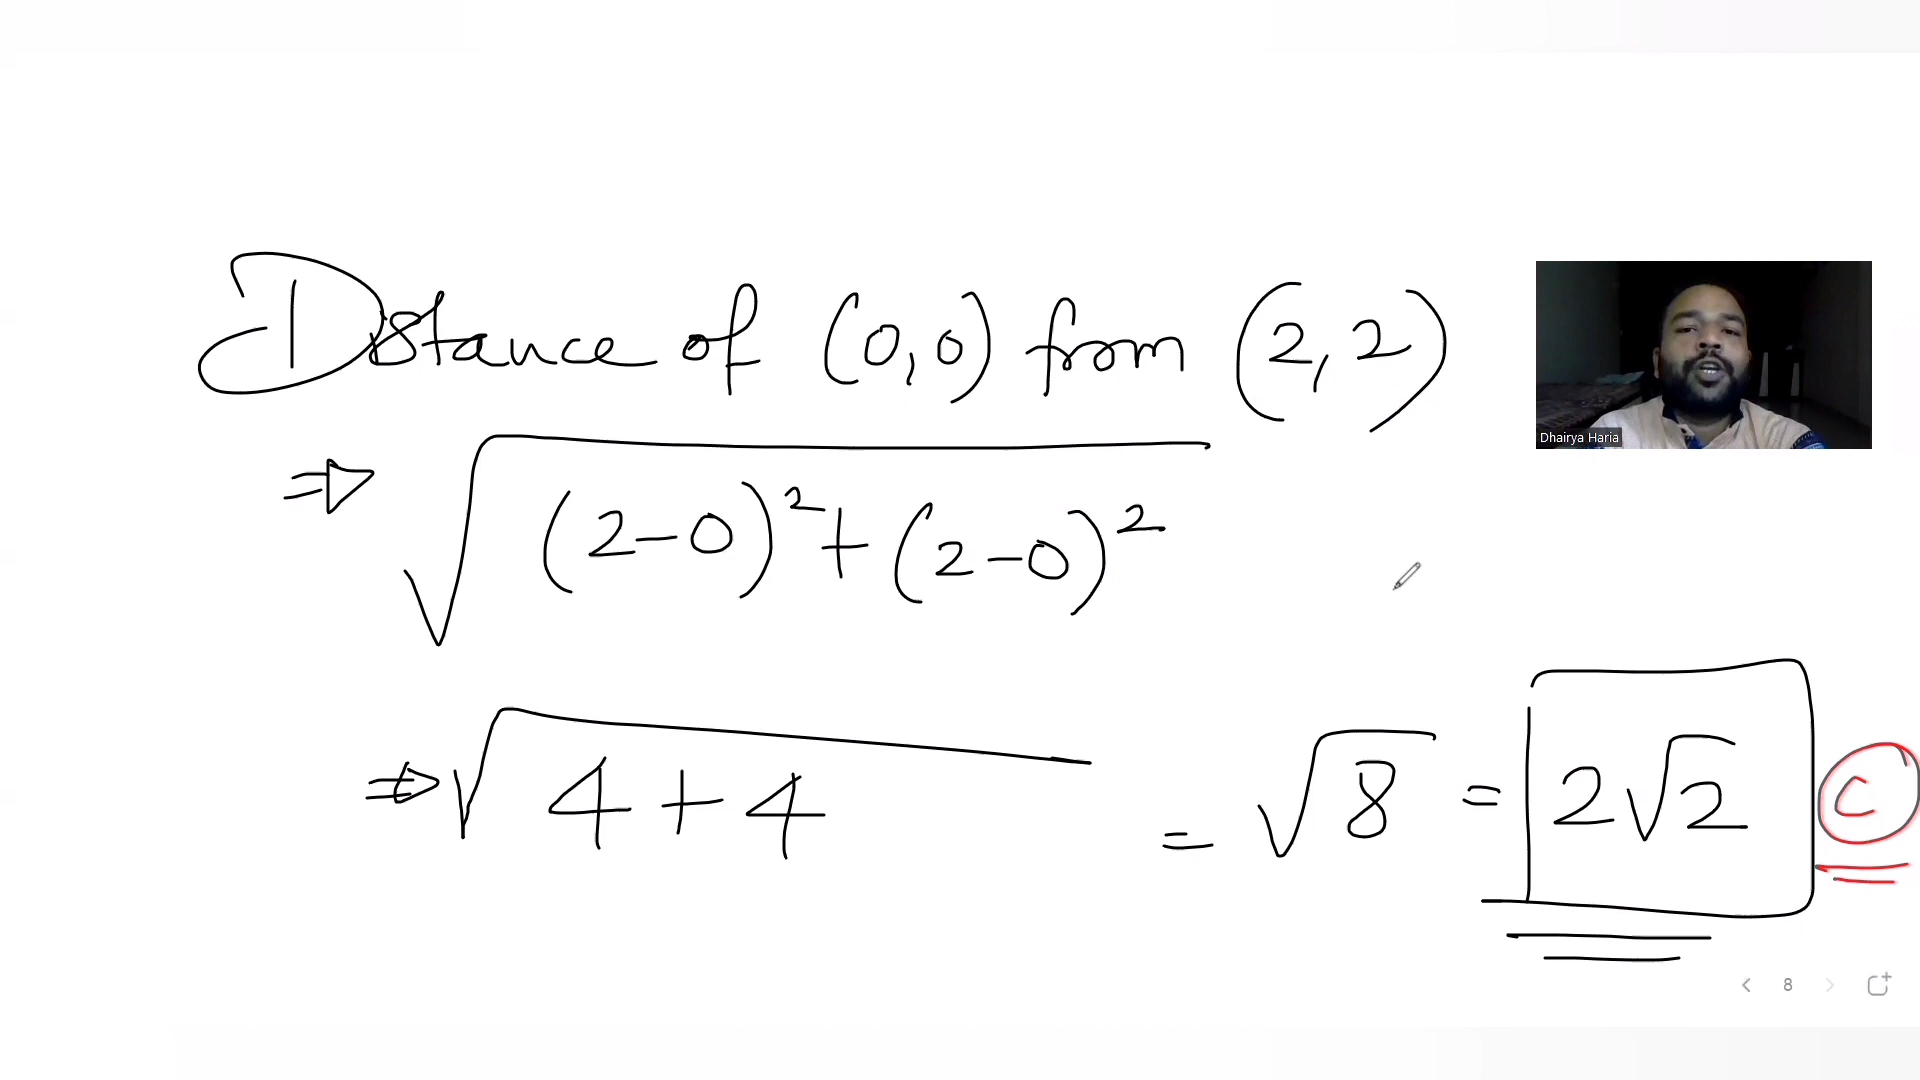 Distance of (0,0) from (2,2)
Dhairya Haria
⇒ √((2-0)²+(2-0)²)
⇒ √(4+4) = √8 = 2√2 C
8